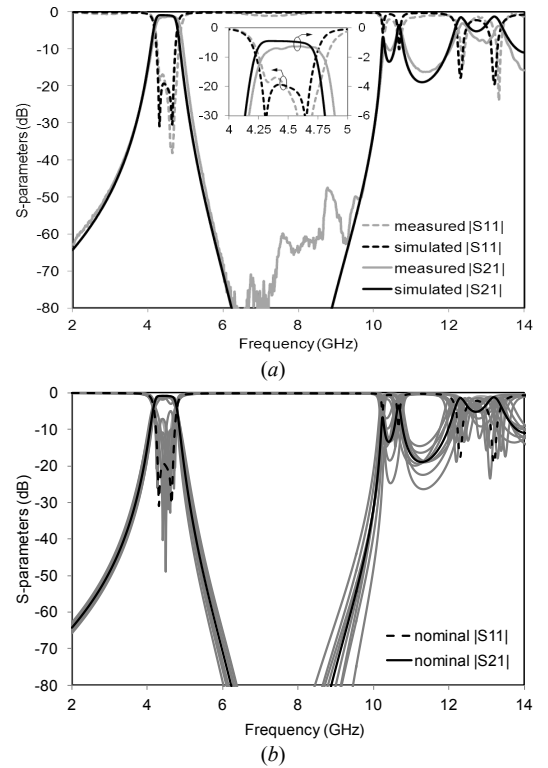 0
-10
-20
-30
-40
-50
-60
-70
-80
S-parameters (dB)
0
-10
-20
-30
0
-2
-4
-6
4 4.25 4.5 4.75 5
measured |S11|
simulated |S11|
measured |S21|
simulated |S21|
2 4 6 8 10 12 14
Frequency (GHz)
(a)
0
-10
-20
-30
-40
-50
-60
-70
-80
S-parameters (dB)
nominal |S11|
nominal |S21|
2 4 6 8 10 12 14
Frequency (GHz)
(b)